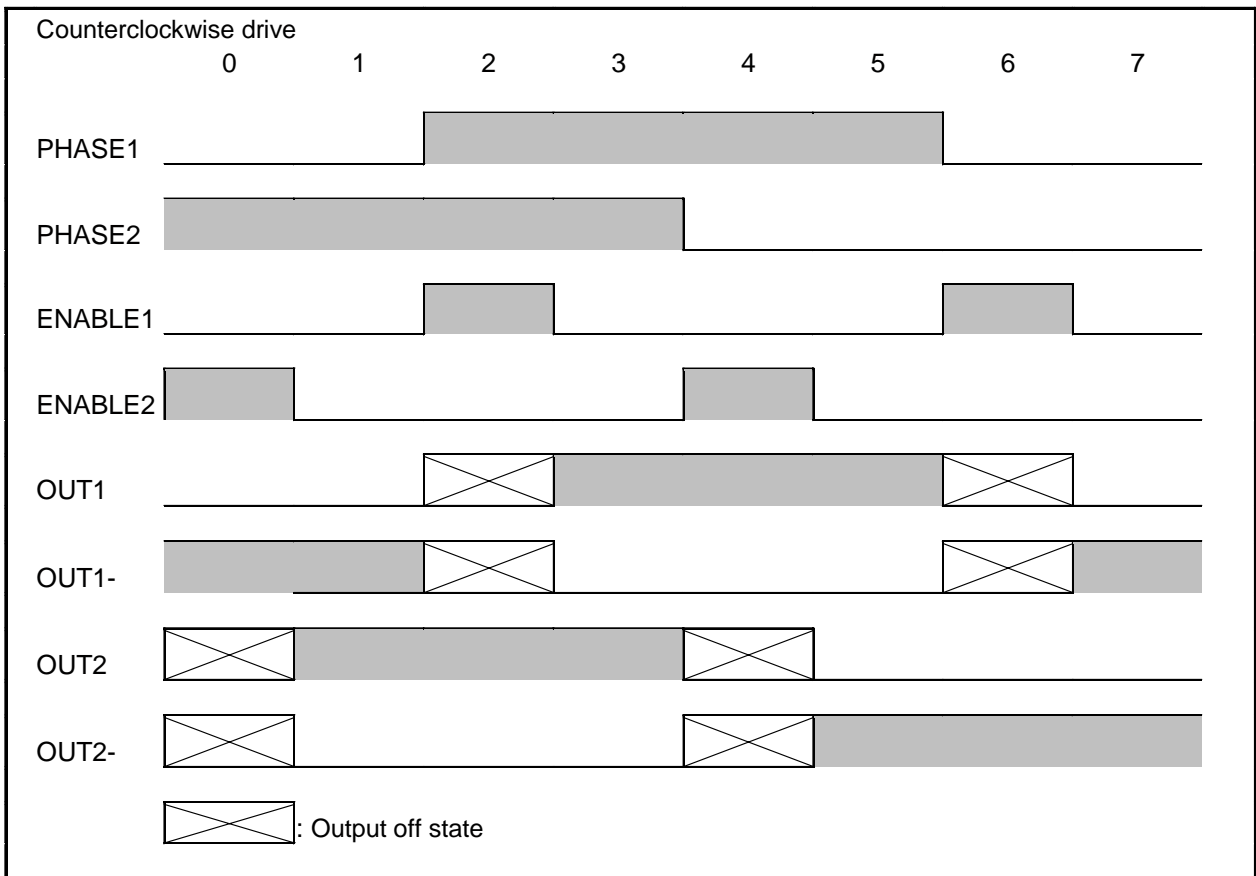 Counterclockwise drive
0 1 2 3 4 5 6 7
PHASE1
PHASE2
ENABLE1
ENABLE2
OUT1
OUT1-
OUT2
OUT2-
: Output off state